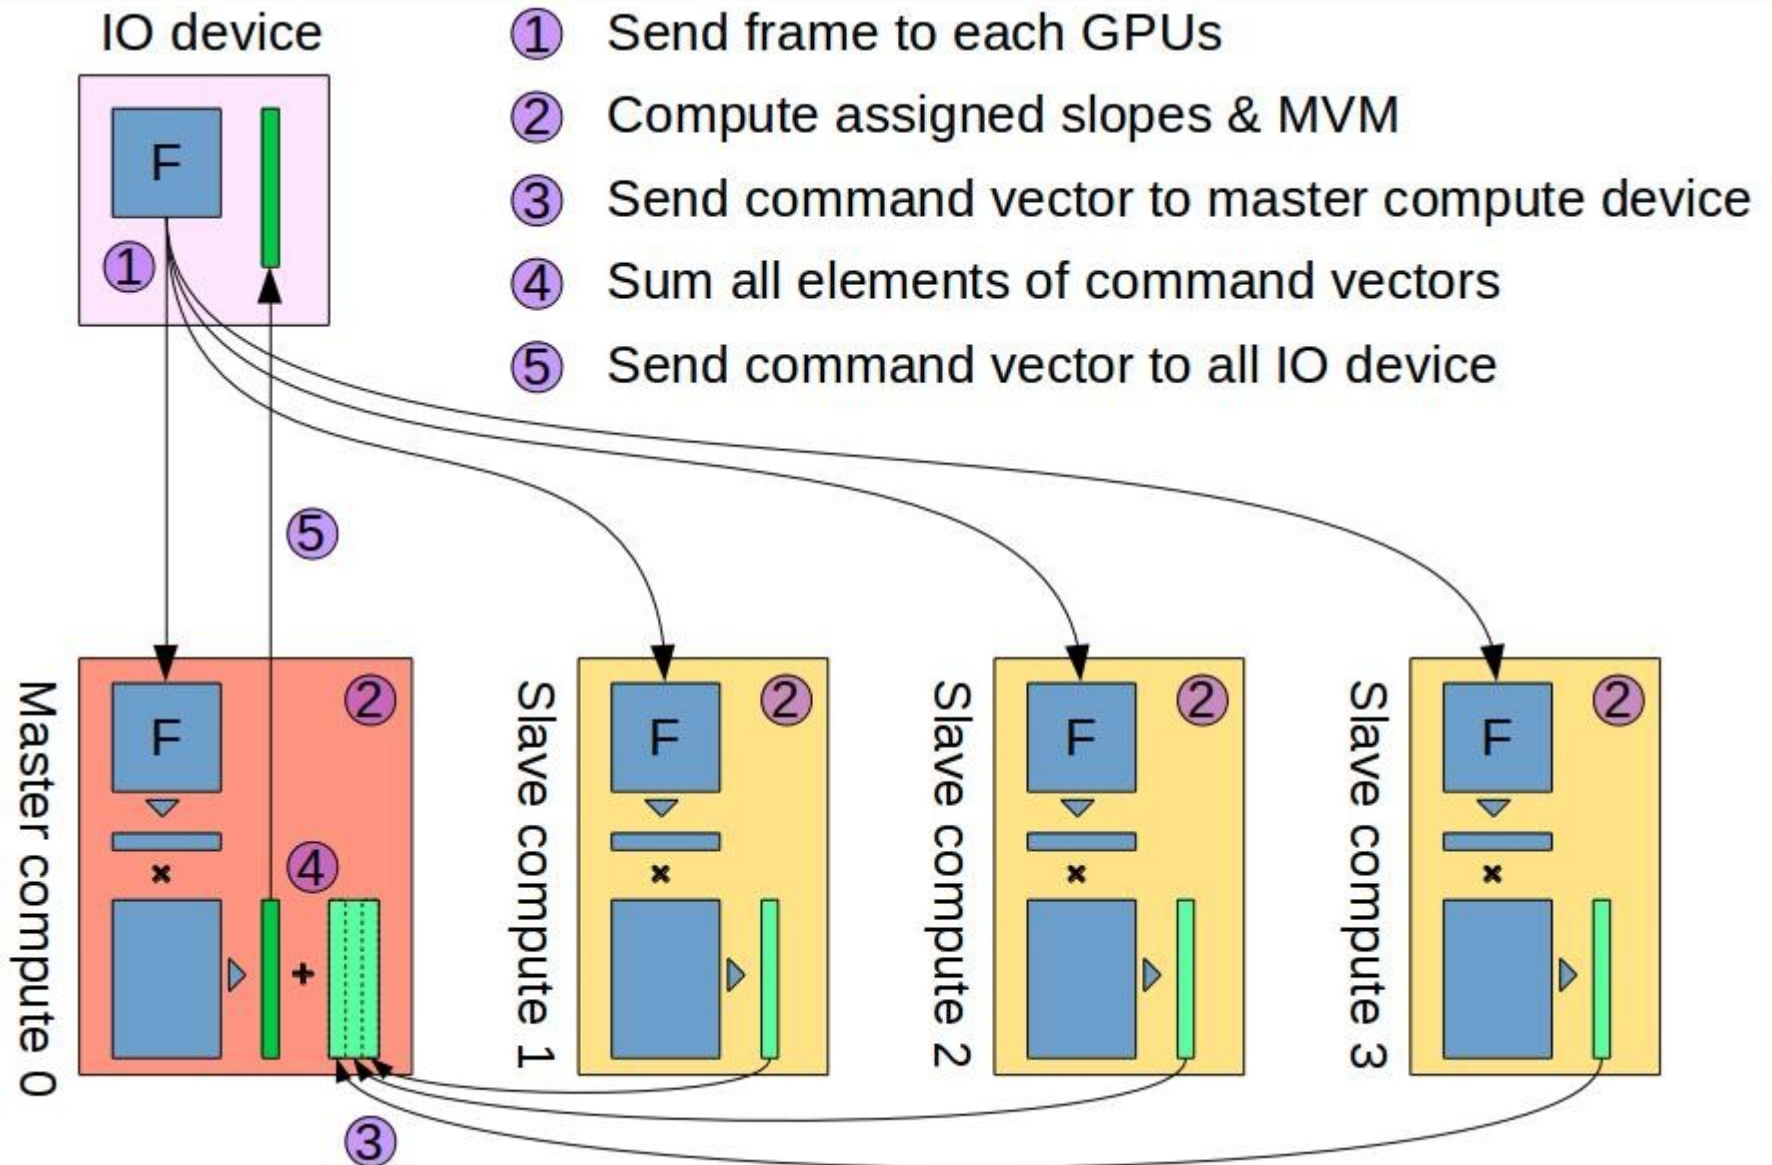 IO device
1 Send frame to each GPUs
2 Compute assigned slopes & MVM
3 Send command vector to master compute device
4 Sum all elements of command vectors
5 Send command vector to all IO device
F
1
5
Master compute 0
F
2
×
4
+
3
Slave compute 1
F
2
×
Slave compute 2
F
2
×
Slave compute 3
F
2
×